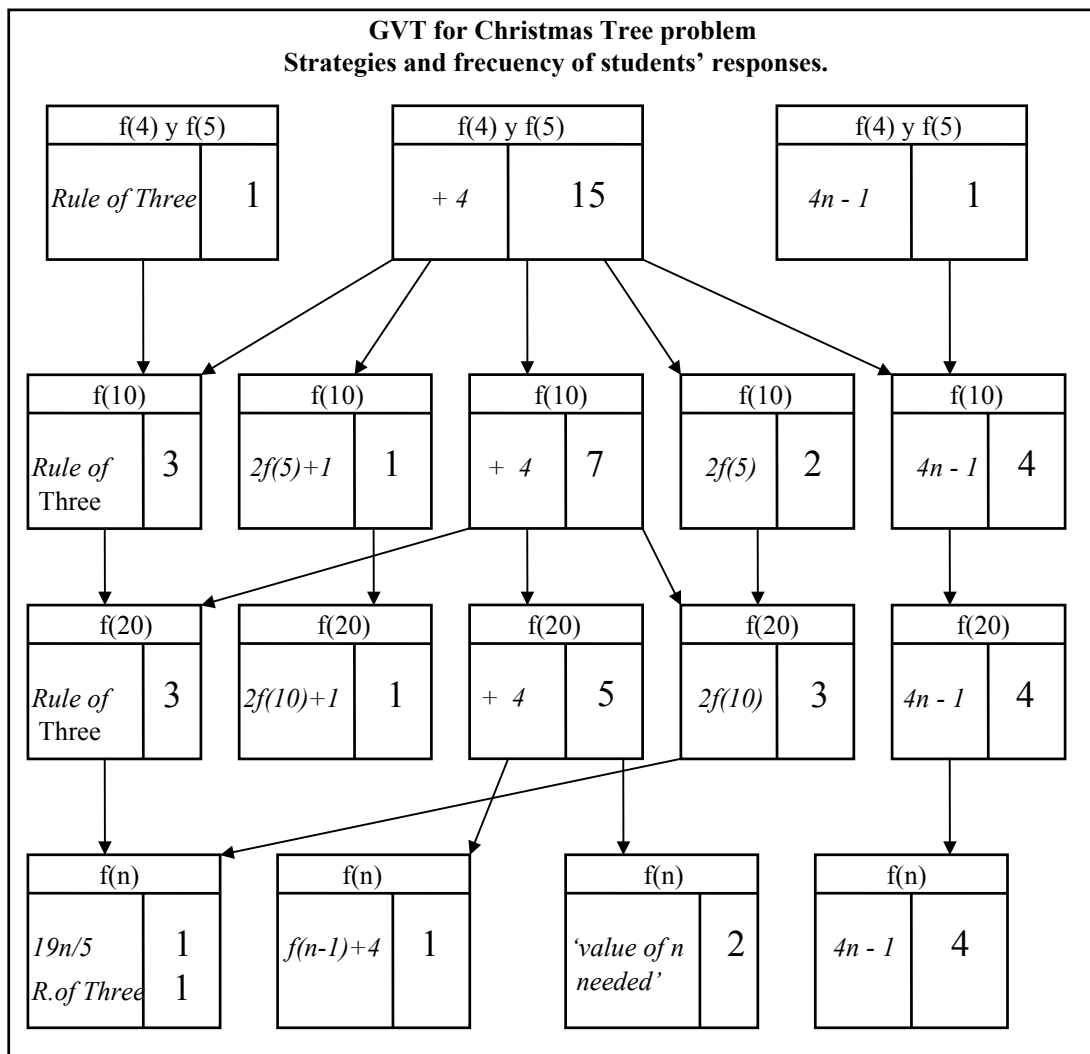 GVT for Christmas Tree problem
Strategies and frecuency of students’ responses.
f(4) y f(5)
Rule of Three 1
f(4) y f(5)
+ 4 15
f(4) y f(5)
4n - 1 1
f(10)
Rule of 3
Three
f(10)
2f(5)+1 1
f(10)
+ 4 7
f(10)
2f(5) 2
f(10)
4n - 1 4
f(20)
Rule of 3
Three
f(20)
2f(10)+1 1
f(20)
+ 4 5
f(20)
2f(10) 3
f(20)
4n - 1 4
f(n)
19n/5 1
R.of Three 1
f(n)
f(n-1)+4 1
f(n)
‘value of n 2
needed’
f(n)
4n - 1 4